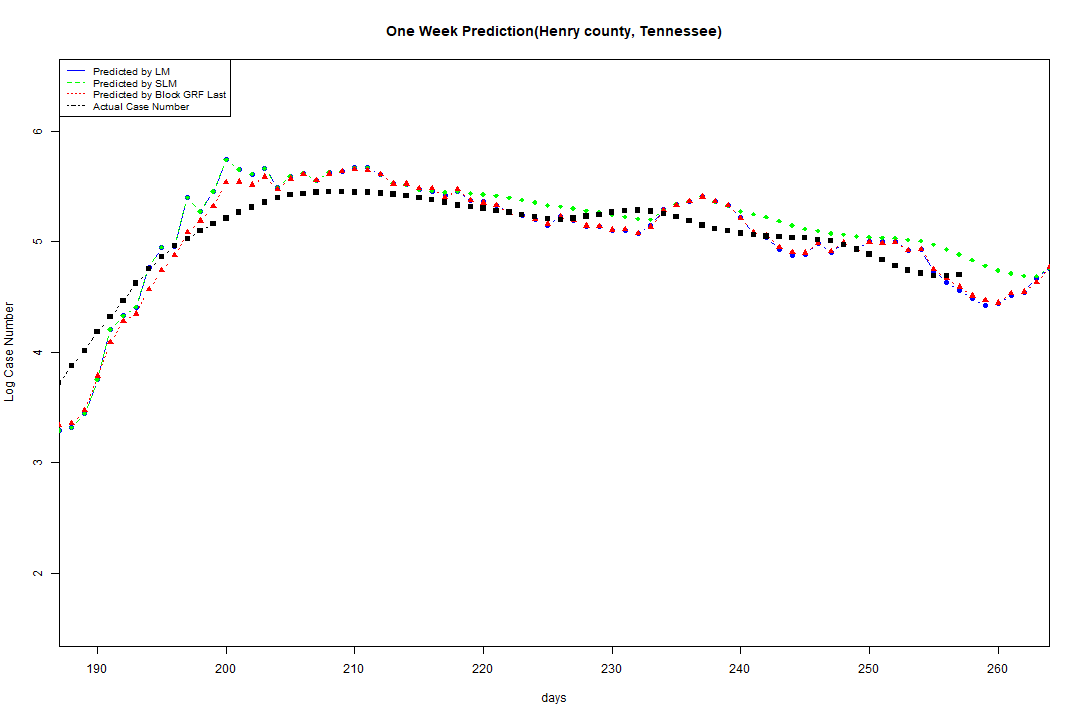 One Week Prediction(Henry county, Tennessee)
Predicted by LM
Predicted by SLM
Predicted by Block GRF Last
Actual Case Number
6
5
4
3
2
Log Case Number
190 200 210 220 230 240 250 260
days